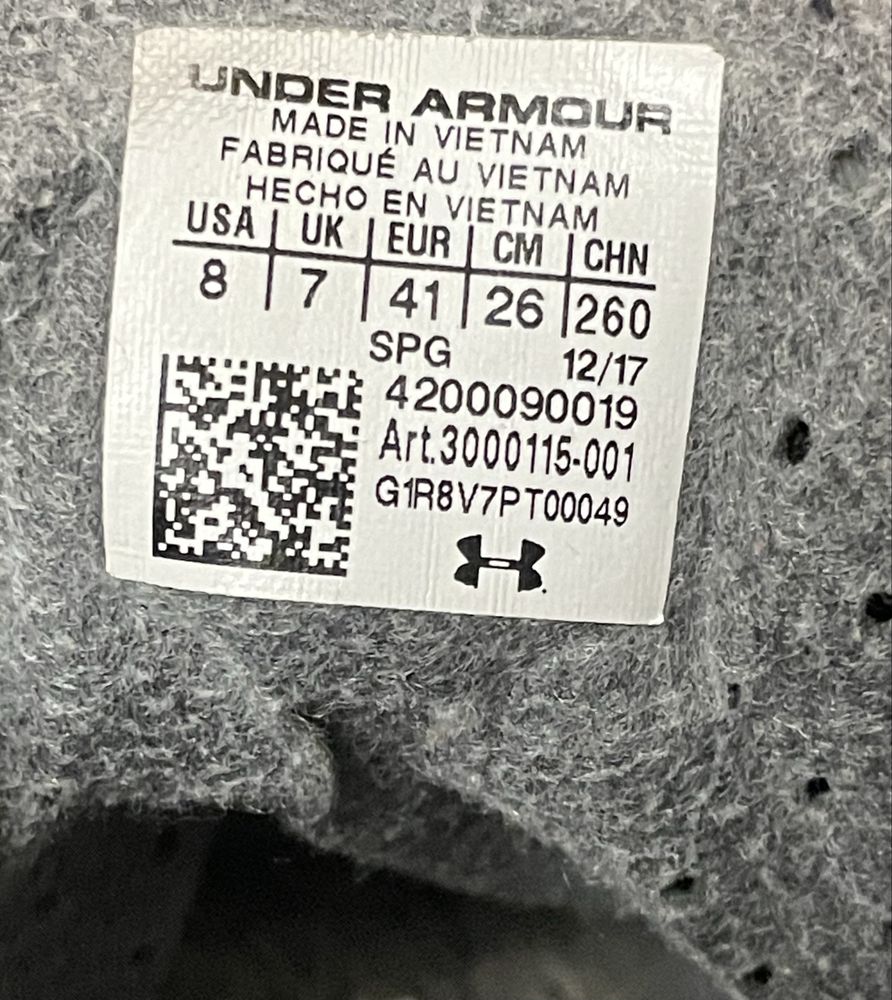 UNDER ARMOUR
MADE IN VIETNAM
FABRIQUÉ AU VIETNAM
HECHO EN VIETNAM
USA | UK | EUR | CM | CHN
8 | 7 | 41 | 26 | 260
SPG 12/17
4200090019
Art.3000115-001
G1R8V7PT00049